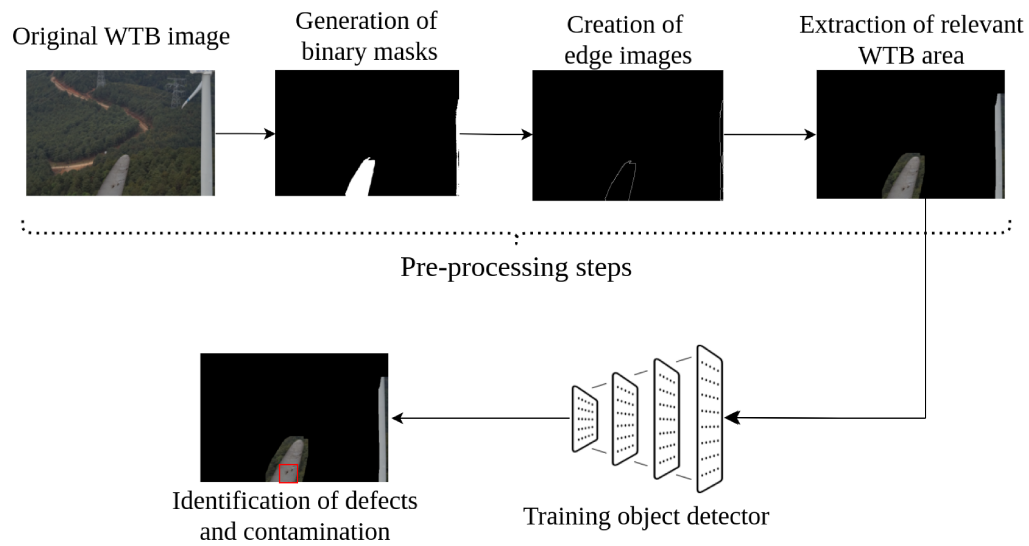 Original WTB image
Generation of
binary masks
Creation of
edge images
Extraction of relevant
WTB area
Pre-processing steps
Identification of defects
and contamination
Training object detector